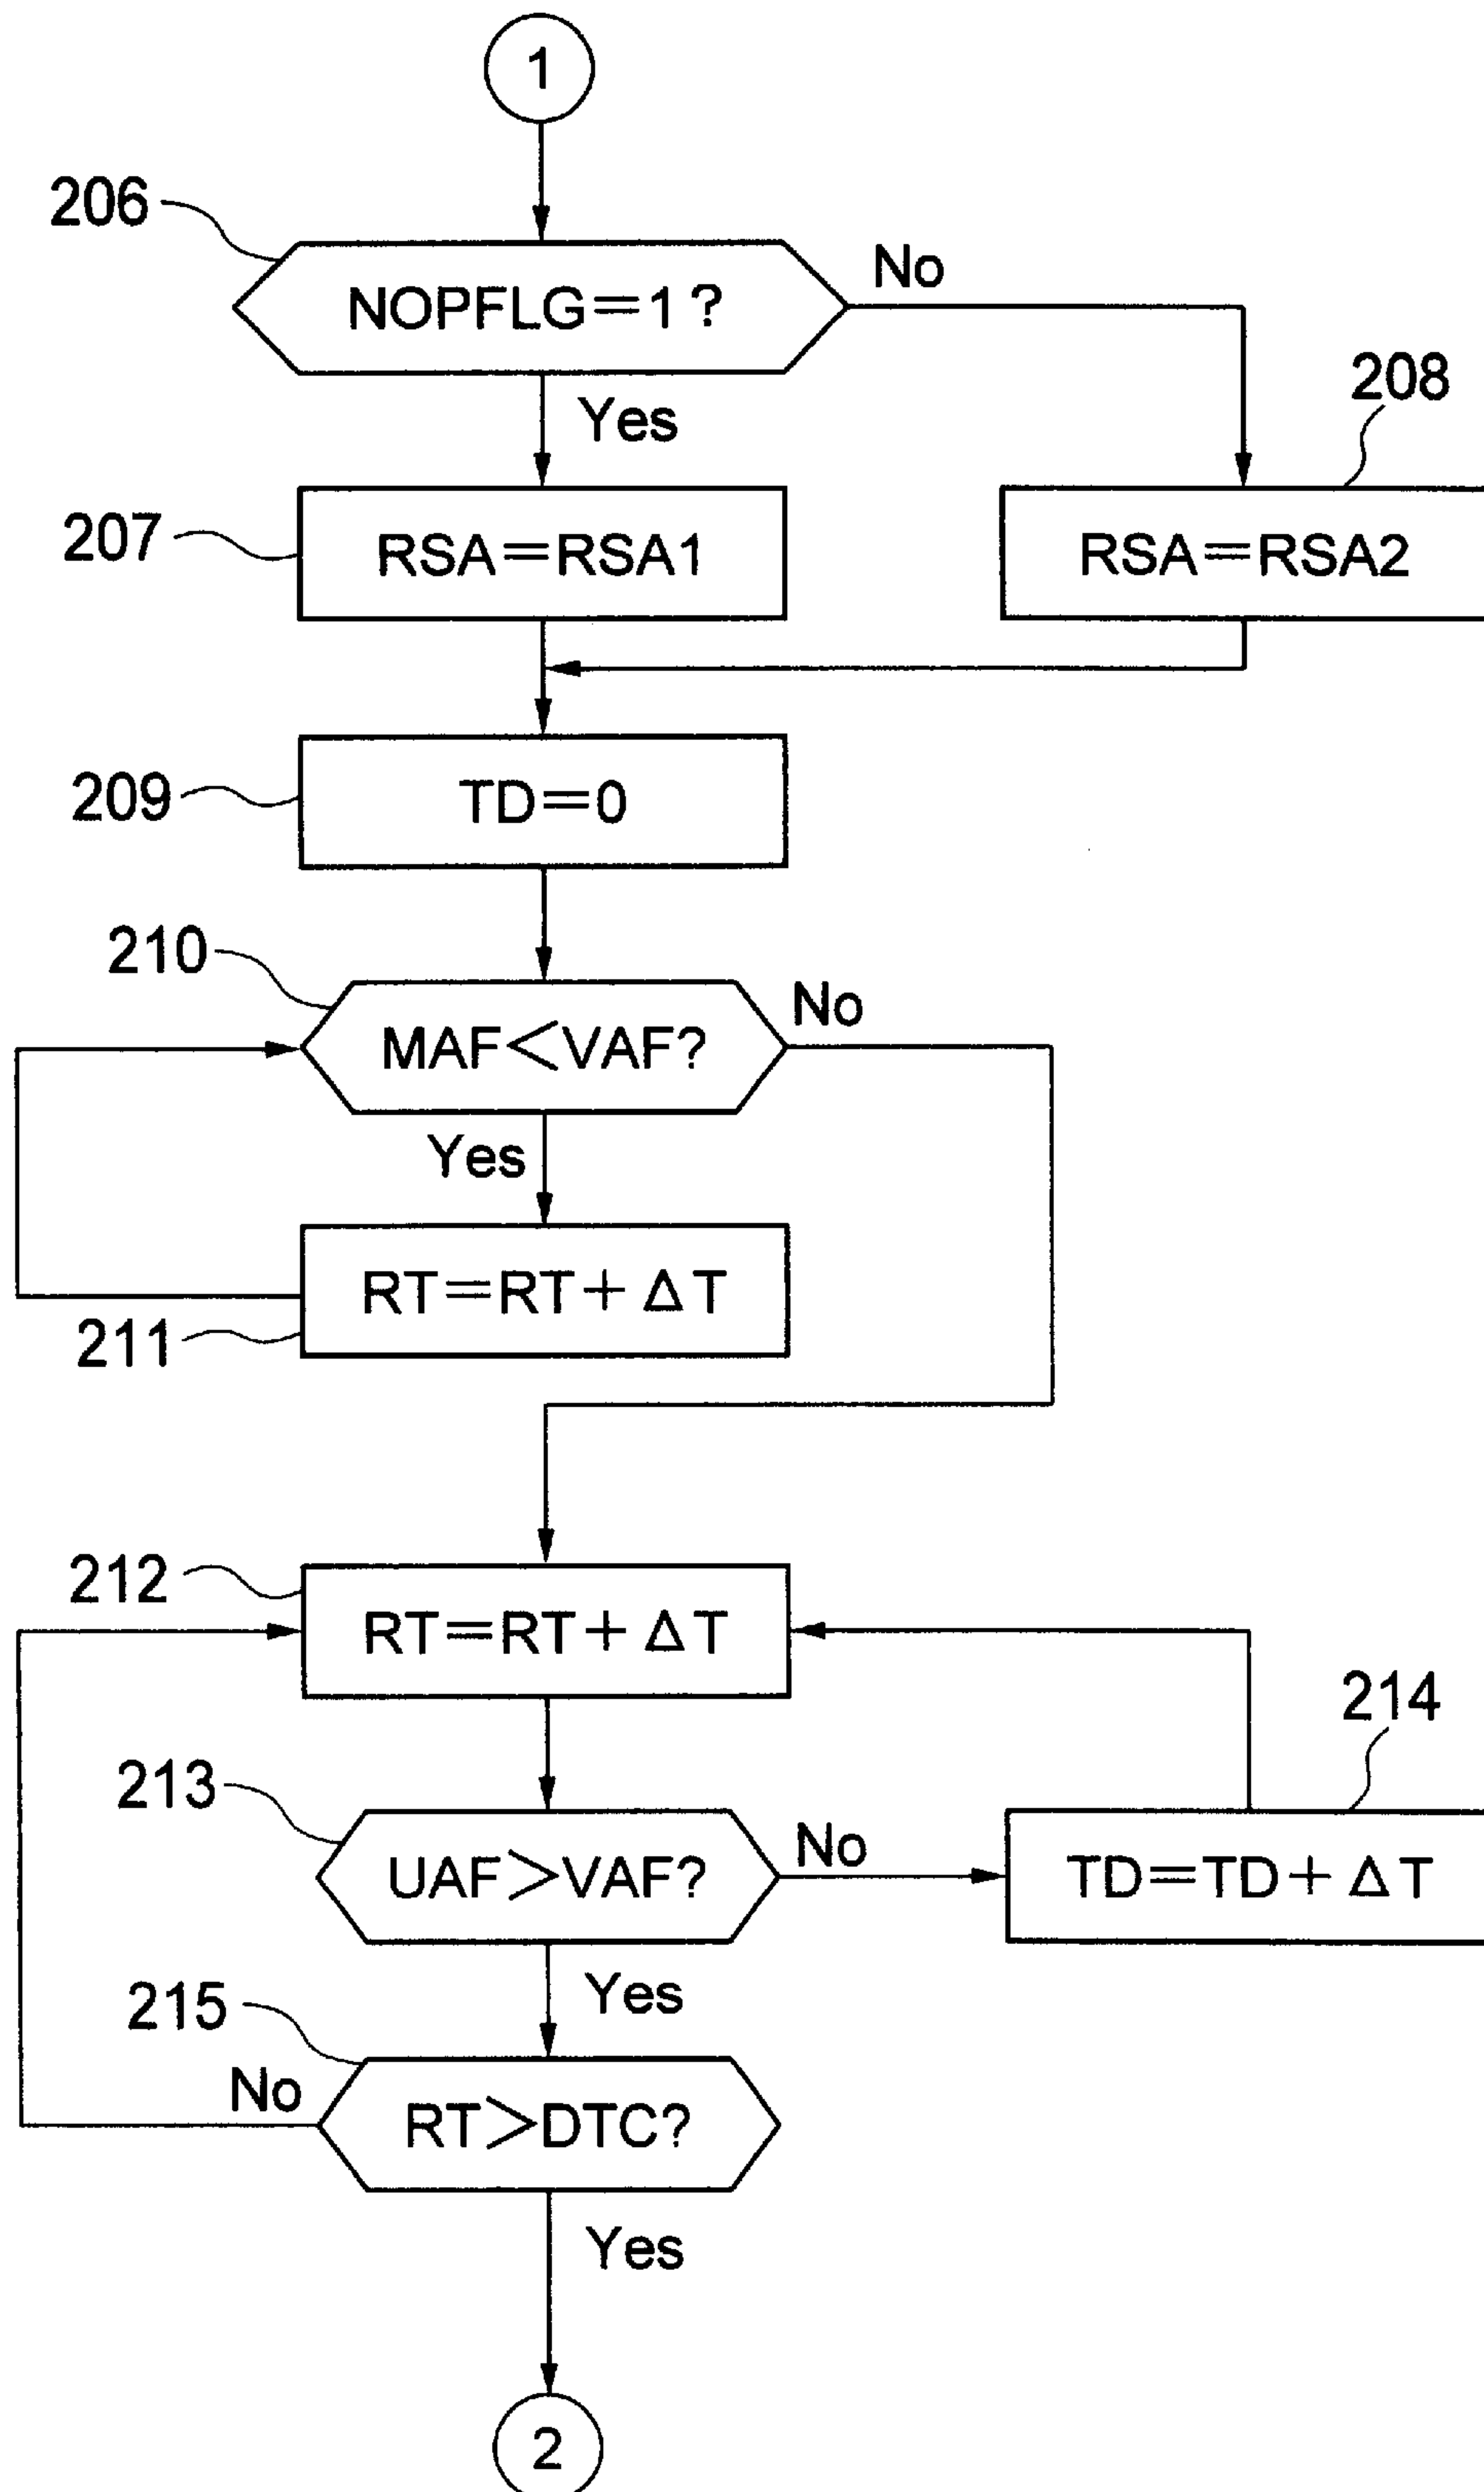 1
206
No
NOPFLG=1?
208
Yes
207
RSA=RSA1
RSA=RSA2
209
TD=0
210
No
MAF<VAF?
Yes
RT=RT+ΔT
211
212
RT=RT+ΔT
214
213
No
UAF>VAF?
TD=TD+ΔT
Yes
215
No
RT>DTC?
Yes
2